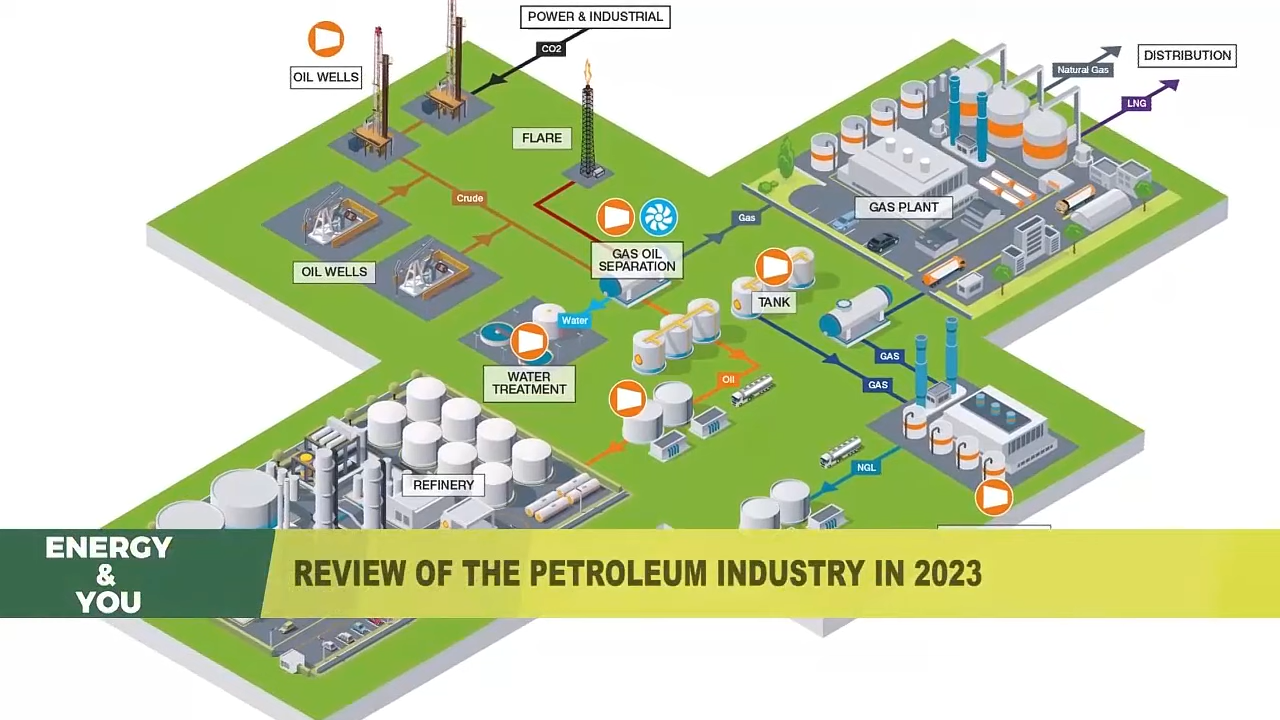 POWER & INDUSTRIAL
CO2
OIL WELLS
DISTRIBUTION
Natural Gas
LNG
FLARE
Crude
GAS PLANT
Gas
GAS OIL
SEPARATION
OIL WELLS
TANK
Water
WATER
TREATMENT
GAS
GAS
Oil
NGL
REFINERY
ENERGY
&
YOU
REVIEW OF THE PETROLEUM INDUSTRY IN 2023